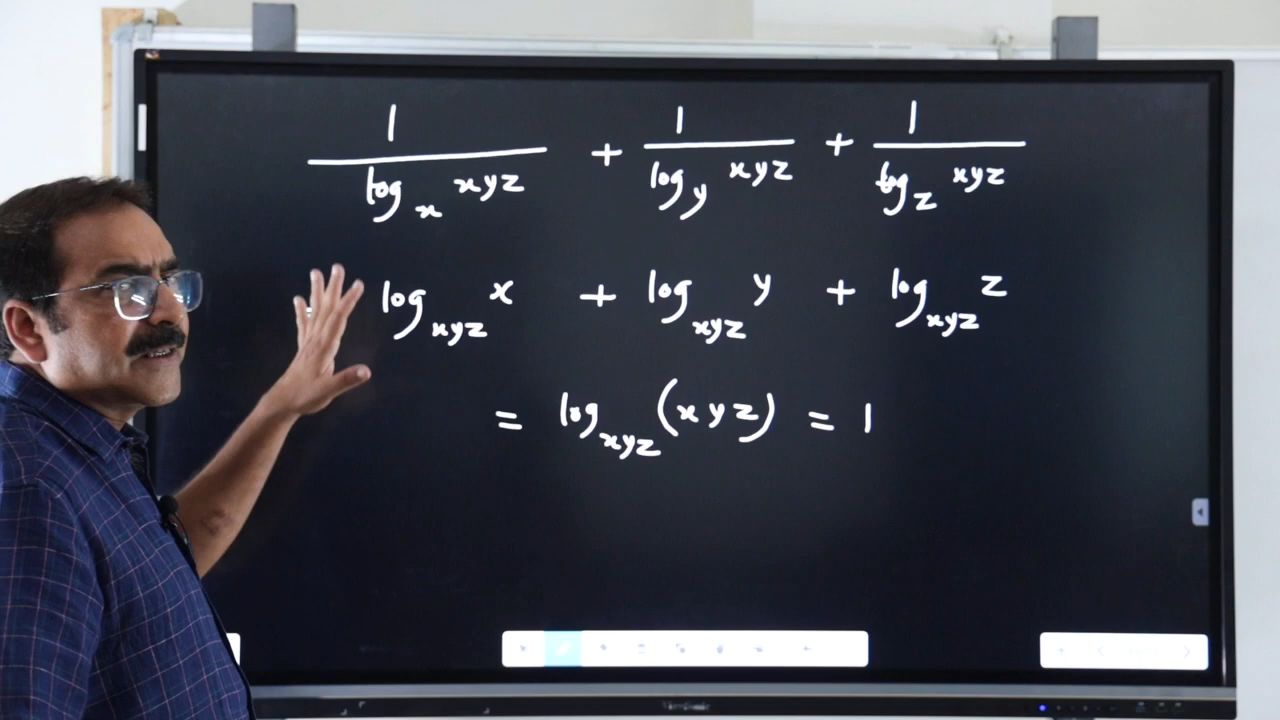 1/(log_x xyz) + 1/(log_y xyz) + 1/(log_z xyz)
log_xyz x + log_xyz y + log_xyz z
= log_xyz (xyz) = 1